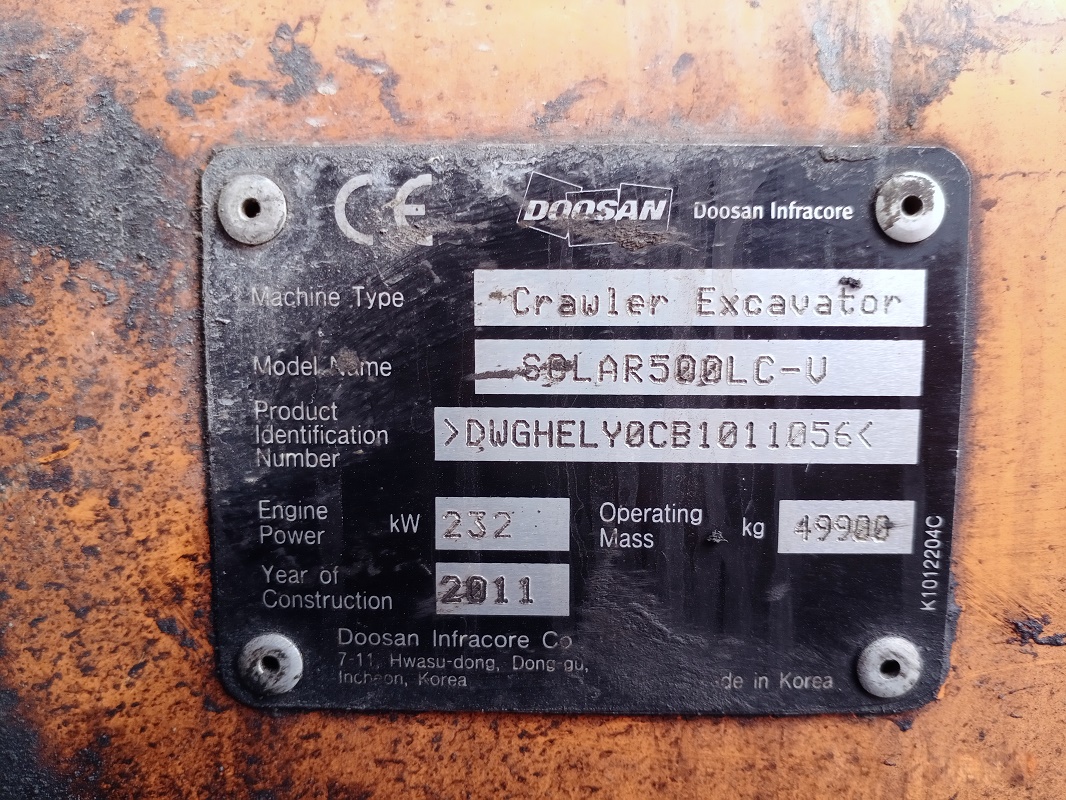 CE DOOSAN Doosan Infracore
Machine Type Crawler Excavator
Model Name SOLAR500LC-V
Product
Identification
Number
>DWGHELY0CB1011056<
Engine
Power
kW 232
Operating
Mass
kg 49900
Year of
Construction
2011
K1012204C
Doosan Infracore Co
7-11, Hwasu-dong, Dong-gu,
Incheon, Korea
in Korea